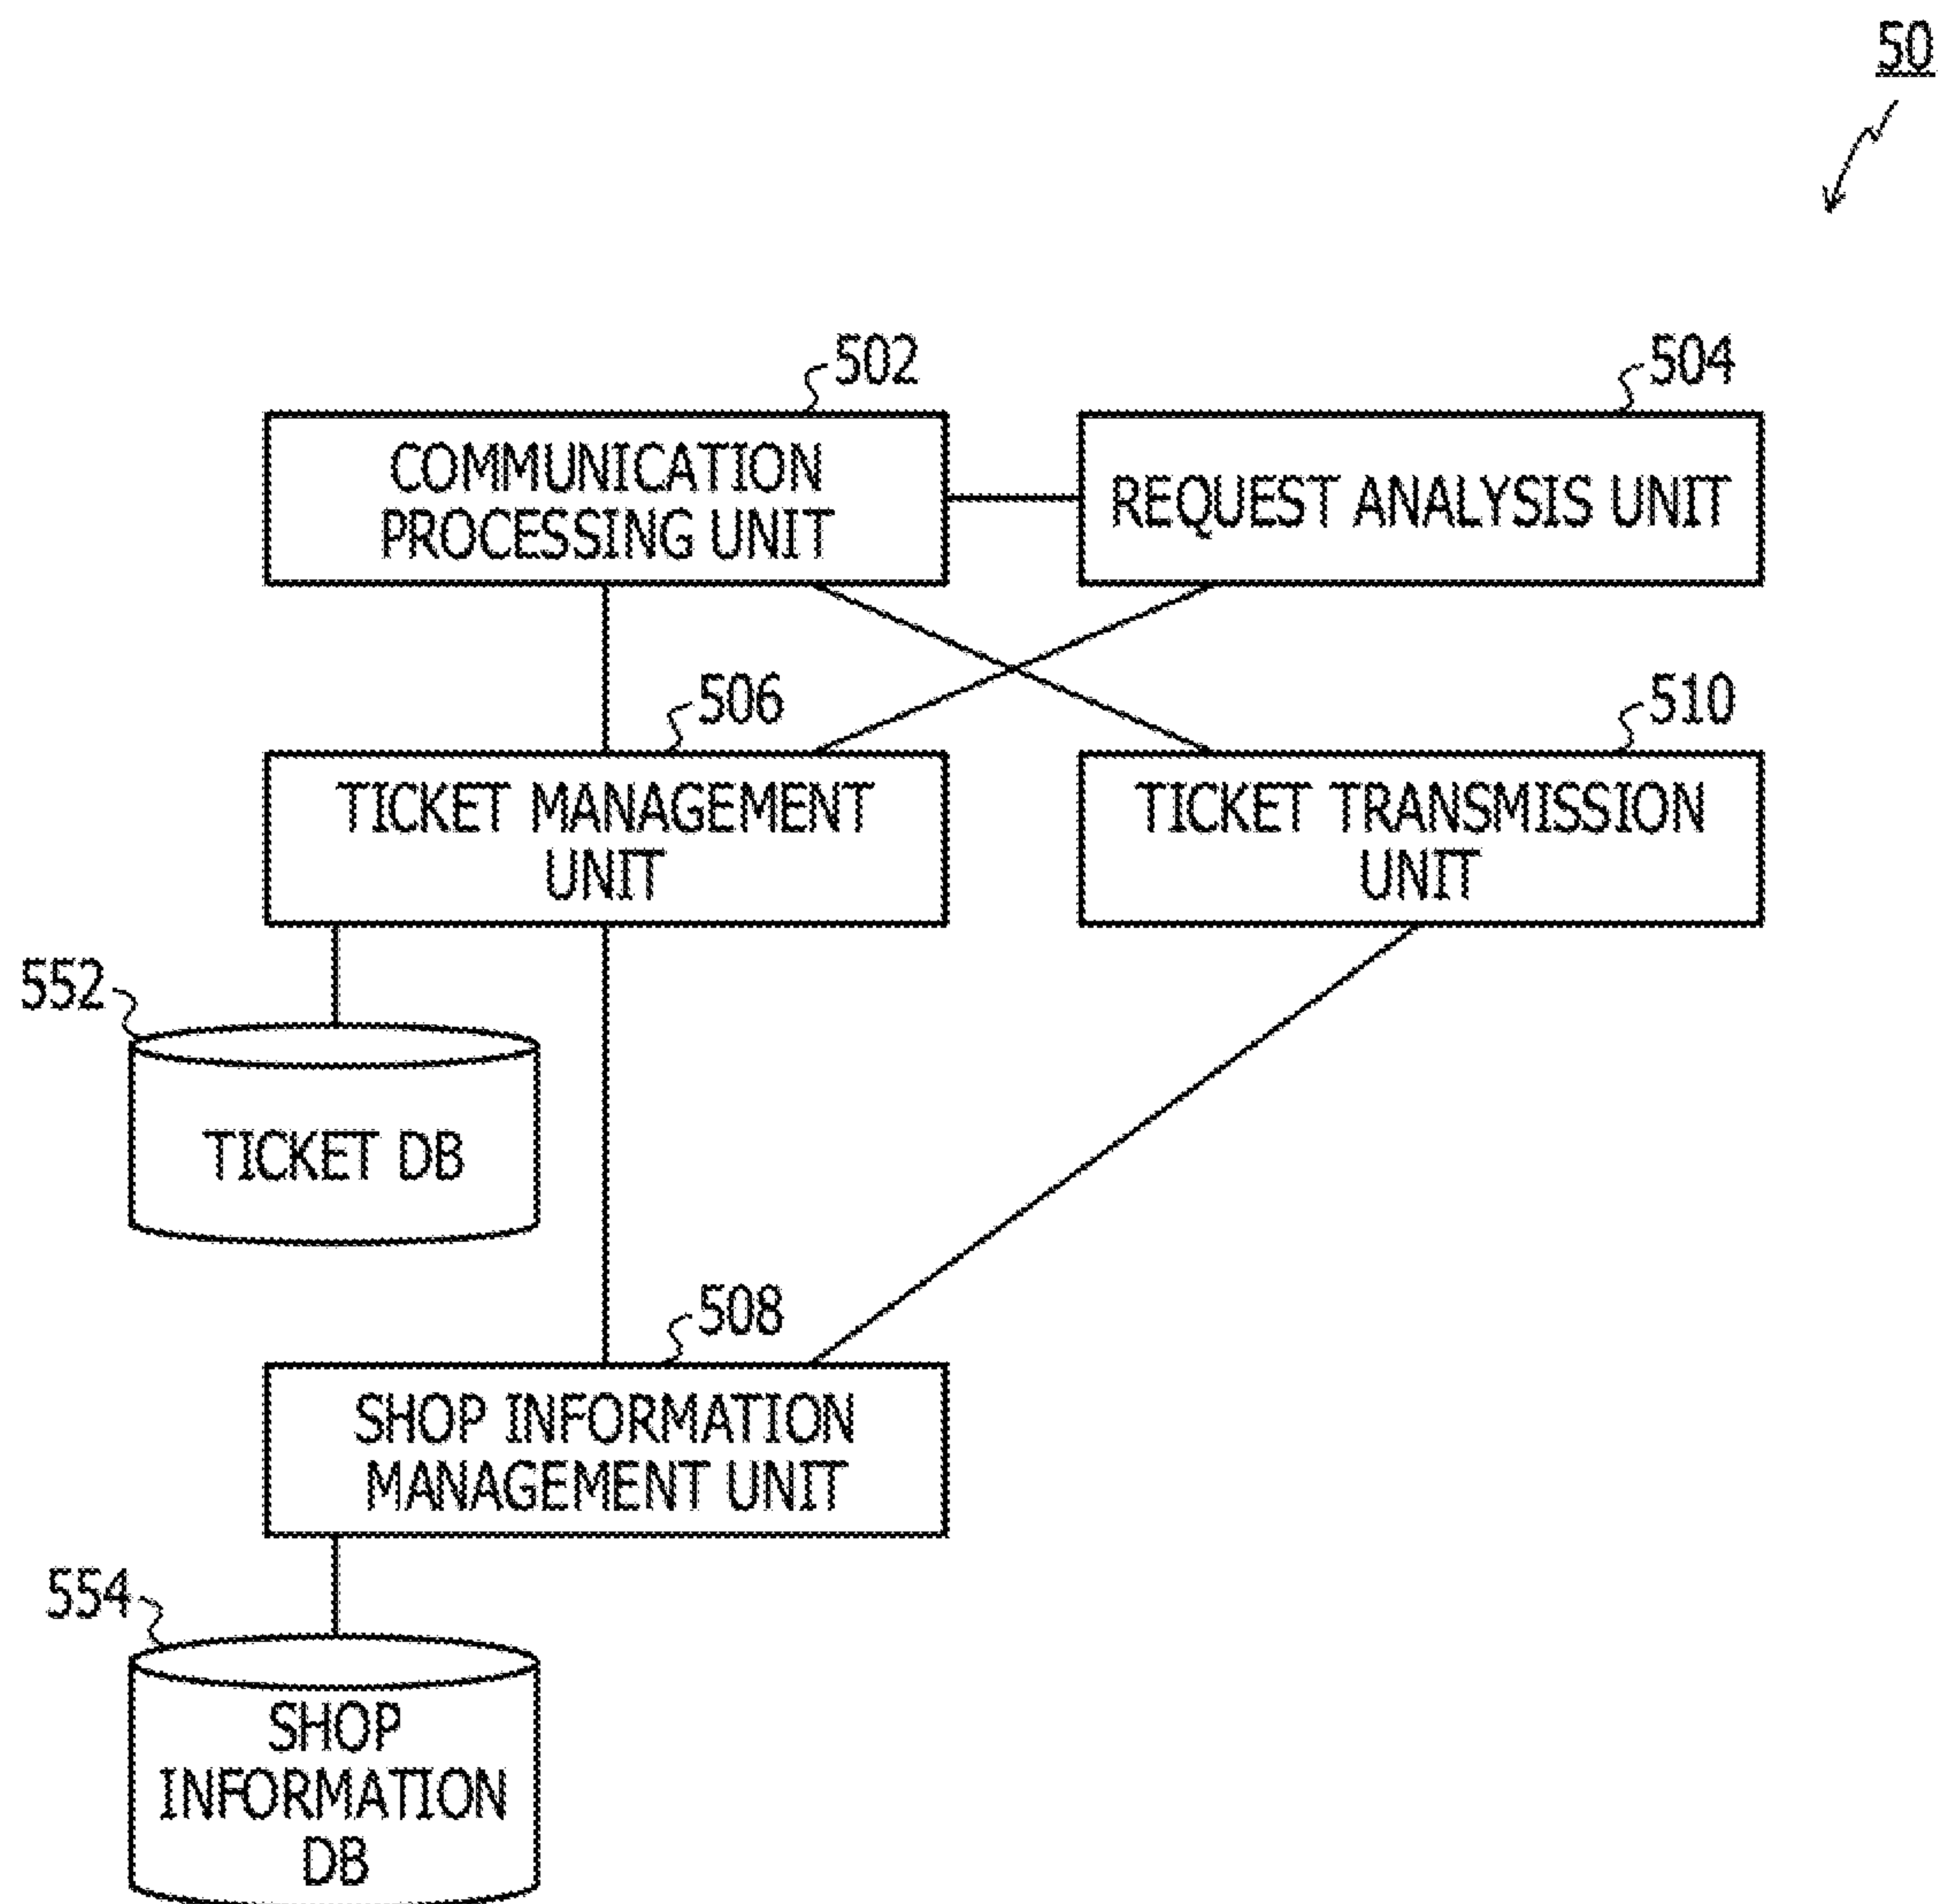 50
502
504
COMMUNICATION
PROCESSING UNIT
REQUEST ANALYSIS UNIT
506
510
TICKET MANAGEMENT
UNIT
TICKET TRANSMISSION
UNIT
552
TICKET DB
508
SHOP INFORMATION
MANAGEMENT UNIT
554
SHOP
INFORMATION
DB